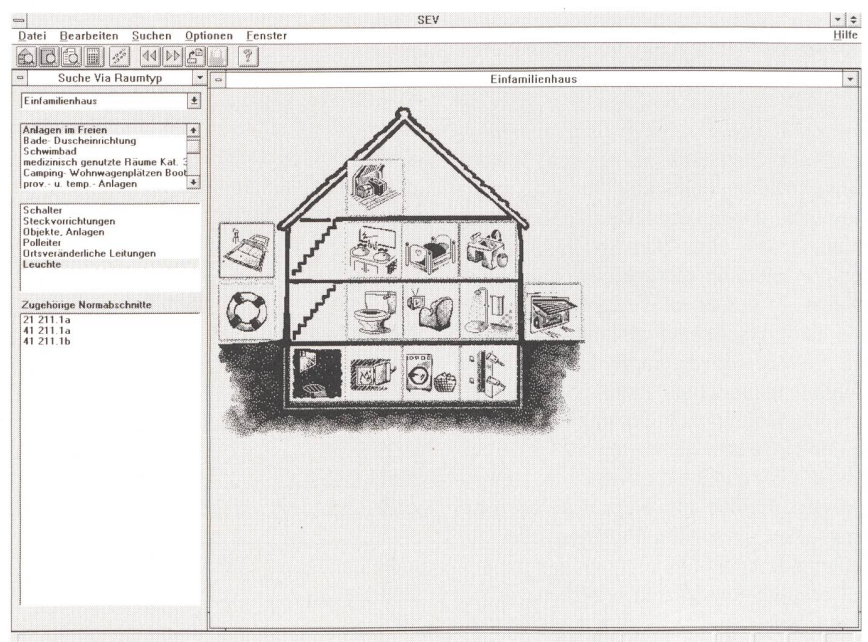 SEV
Datei Bearbeiten Suchen Optionen Fenster Hilfe
Suche Via Raumtyp
Einfamilienhaus
Einfamilienhaus
Anlagen im Freien
Bade- Duscheinrichtung
Schwimbad
medizinisch genutzte Räume Kat. 3
Camping- Wohnwagenplätzen Boot
prov.- u. temp.- Anlagen
Schalter
Steckvorrichtungen
Objekte, Anlagen
Polleiter
Ortsveränderliche Leitungen
Leuchte
Zugehörige Normabschnitte
21 211.1a
41 211.1a
41 211.1b